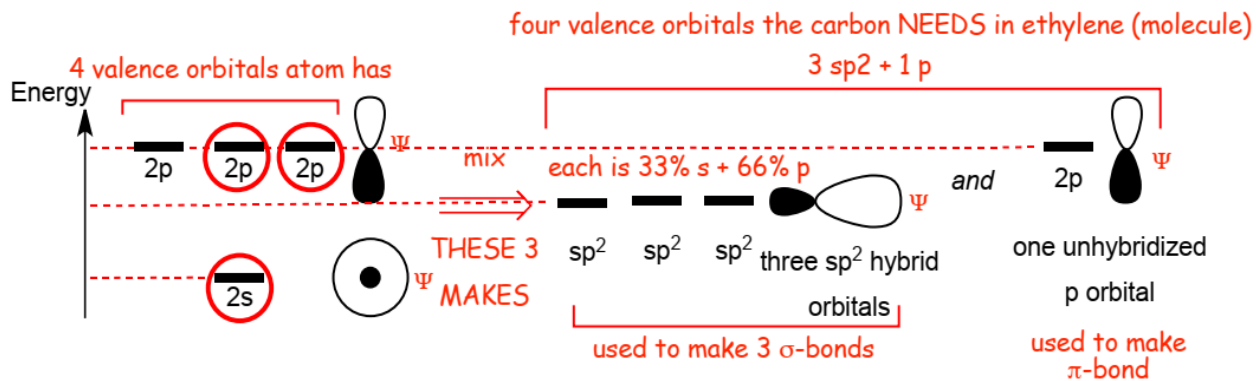 four valence orbitals the carbon NEEDS in ethylene (molecule)
3 sp2 + 1 p
4 valence orbitals atom has
Energy
2p 2p 2p
Ψ
mix
each is 33% s + 66% p
and
2p
Ψ
Ψ
THESE 3
MAKES
sp² sp² sp² three sp² hybrid
orbitals
one unhybridized
p orbital
2s
Ψ
used to make 3 σ-bonds
used to make
π-bond